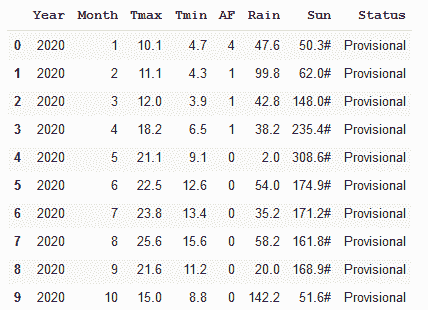 Year Month Tmax Tmin AF Rain Sun Status
0 2020 1 10.1 4.7 4 47.6 50.3# Provisional
1 2020 2 11.1 4.3 1 99.8 62.0# Provisional
2 2020 3 12.0 3.9 1 42.8 148.0# Provisional
3 2020 4 18.2 6.5 1 38.2 235.4# Provisional
4 2020 5 21.1 9.1 0 2.0 308.6# Provisional
5 2020 6 22.5 12.6 0 54.0 174.9# Provisional
6 2020 7 23.8 13.4 0 35.2 171.2# Provisional
7 2020 8 25.6 15.6 0 58.2 161.8# Provisional
8 2020 9 21.6 11.2 0 20.0 168.9# Provisional
9 2020 10 15.0 8.8 0 142.2 51.6# Provisional